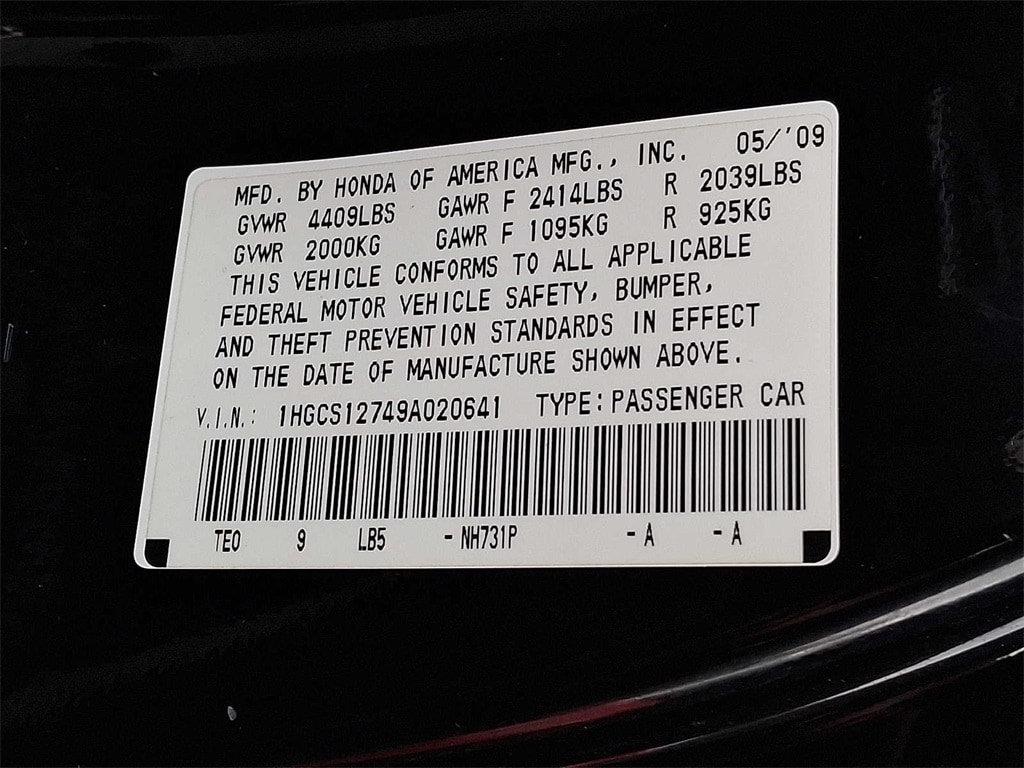 MFD. BY HONDA OF AMERICA MFG., INC. 05/'09
GVWR 4409LBS GAWR F 2414LBS R 2039LBS
GVWR 2000KG GAWR F 1095KG R 925KG
THIS VEHICLE CONFORMS TO ALL APPLICABLE
FEDERAL MOTOR VEHICLE SAFETY, BUMPER,
AND THEFT PREVENTION STANDARDS IN EFFECT
ON THE DATE OF MANUFACTURE SHOWN ABOVE.
V.I.N.: 1HGCS12749A020641 TYPE:PASSENGER CAR
TE0 9 LB5 -NH731P -A -A